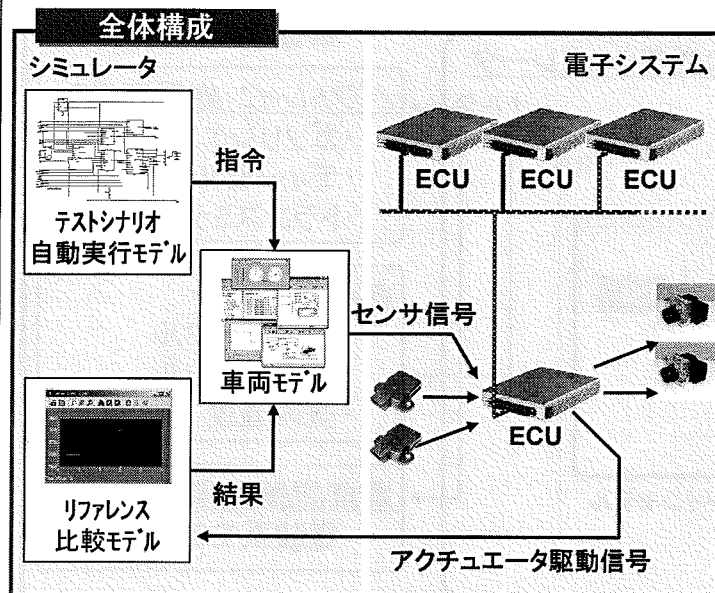 全体構成
シミュレータ
電子システム
ECU
ECU
ECU
指令
テストシナリオ
自動実行モデル
センサ信号
車両モデル
ECU
結果
リファレンス
比較モデル
アクチュエータ駆動信号